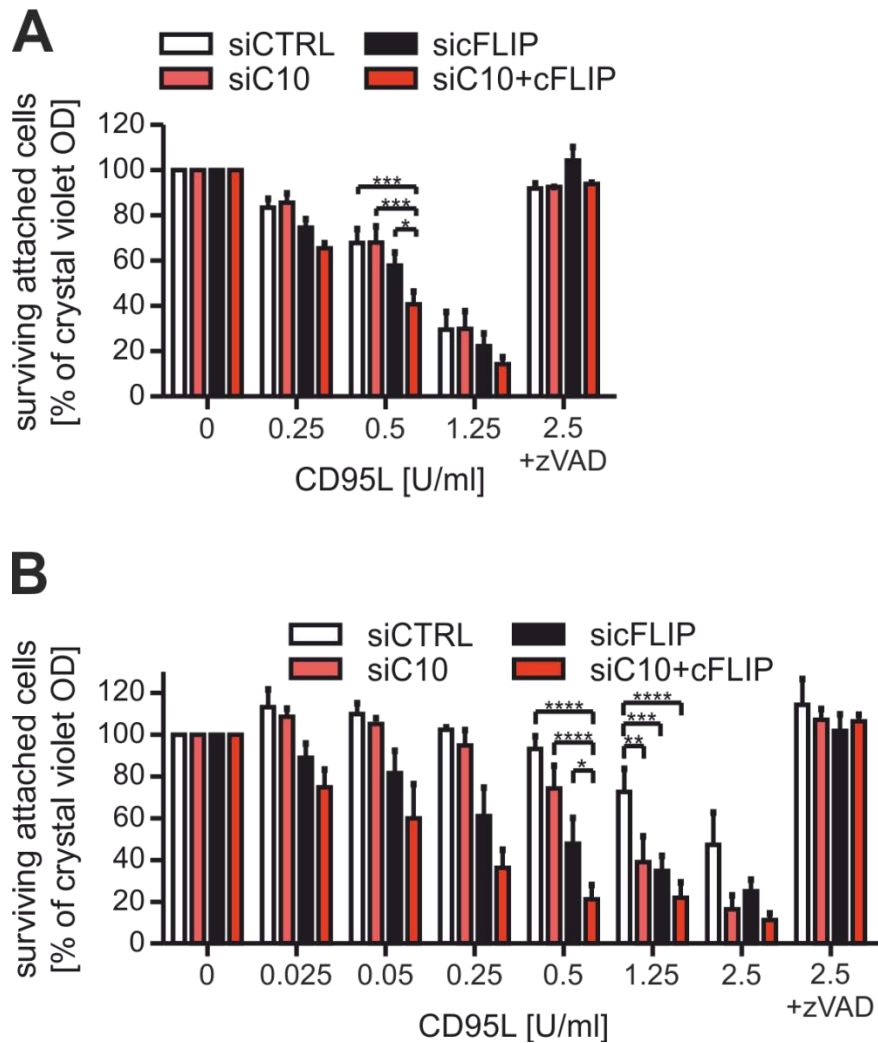 A
siCTRL sicFLIP
siC10 siC10+cFLIP
surviving attached cells
[% of crystal violet OD]
120
100
80
60
40
20
0
***
***
*
0 0.25 0.5 1.25 2.5
+zVAD
CD95L [U/ml]
B
siCTRL sicFLIP
siC10 siC10+cFLIP
surviving attached cells
[% of crystal violet OD]
120
100
80
60
40
20
0
**** ****
**** ***
* **
0 0.025 0.05 0.25 0.5 1.25 2.5 2.5
+zVAD
CD95L [U/ml]